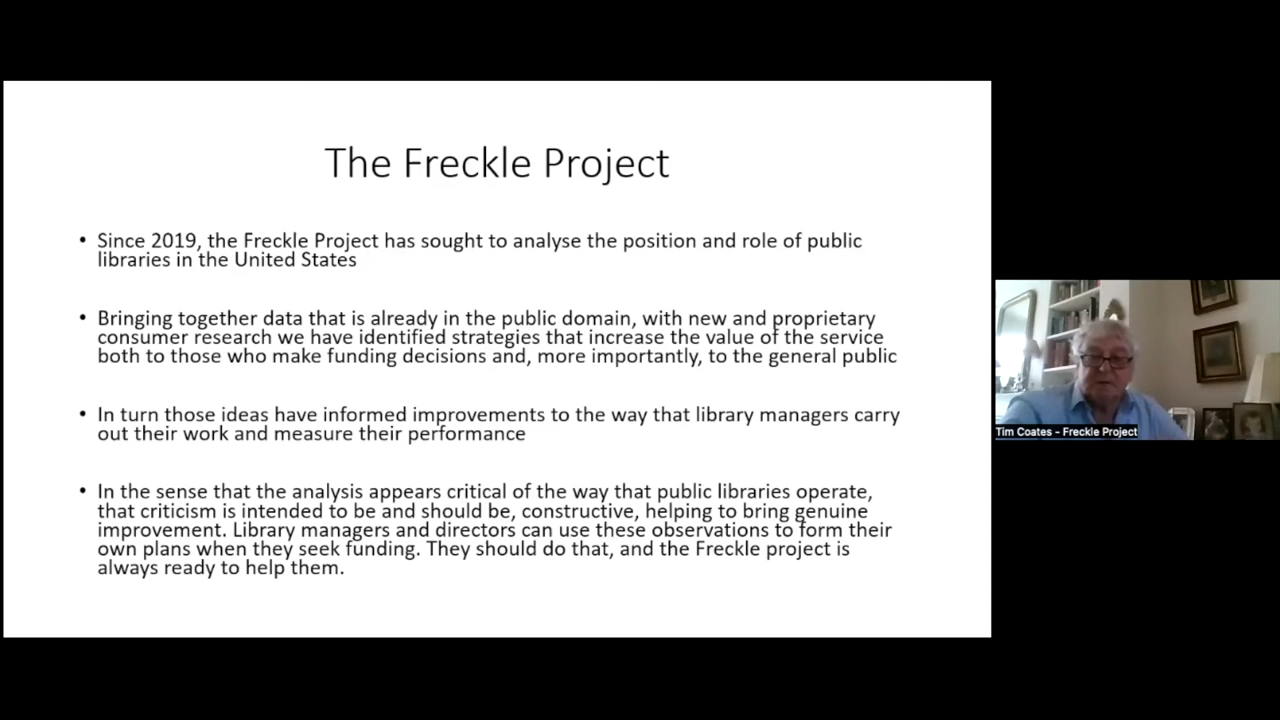 The Freckle Project
• Since 2019, the Freckle Project has sought to analyse the position and role of public
libraries in the United States
• Bringing together data that is already in the public domain, with new and proprietary
consumer research we have identified strategies that increase the value of the service
both to those who make funding decisions and, more importantly, to the general public
• In turn those ideas have informed improvements to the way that library managers carry
out their work and measure their performance
• In the sense that the analysis appears critical of the way that public libraries operate,
that criticism is intended to be and should be, constructive, helping to bring genuine
improvement. Library managers and directors can use these observations to form their
own plans when they seek funding. They should do that, and the Freckle project is
always ready to help them.
Tim Coates - Freckle Project